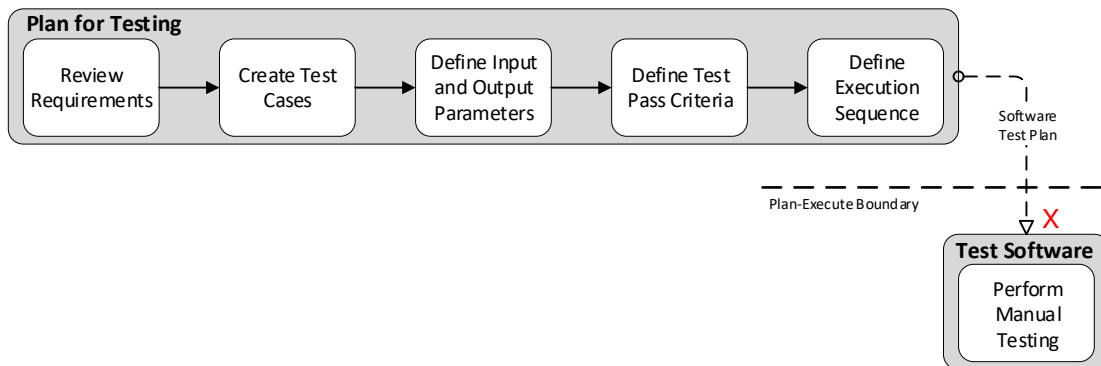 Plan for Testing
Review
Requirements
Create Test
Cases
Define Input
and Output
Parameters
Define Test
Pass Criteria
Define
Execution
Sequence
Software
Test Plan
Plan-Execute Boundary
X
Test Software
Perform
Manual
Testing